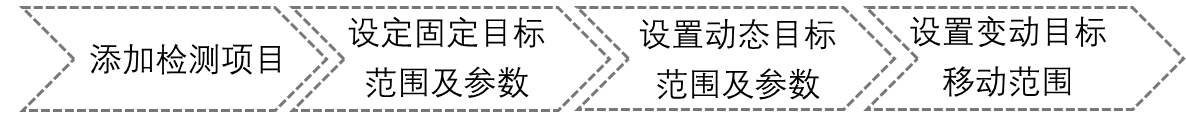 添加检测项目
设定固定目标
范围及参数
设置动态目标
范围及参数
设置变动目标
移动范围